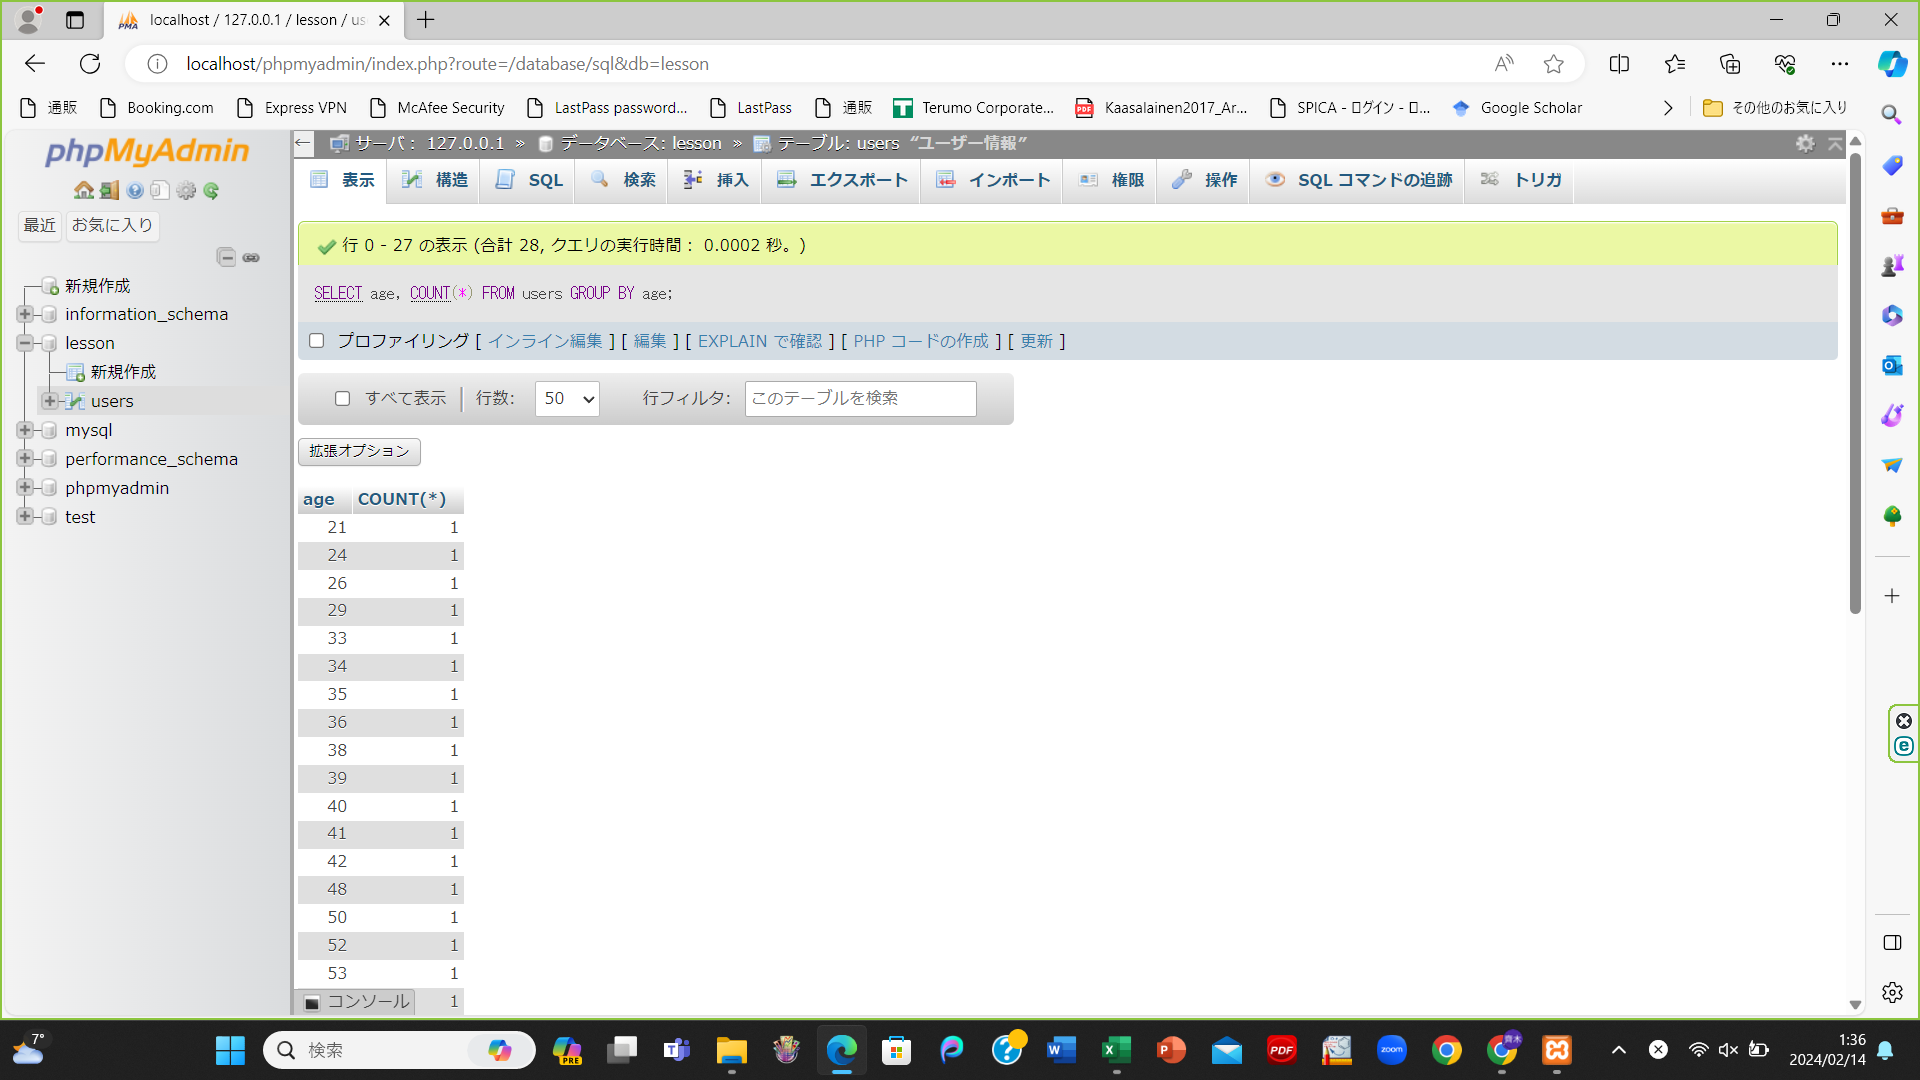 localhost / 127.0.0.1 / lesson / us
localhost/phpmyadmin/index.php?route=/database/sql&db=lesson
通販
Booking.com
Express VPN
McAfee Security
LastPass password...
LastPass
通販
Terumo Corporate...
Kaasalainen2017_Ar...
SPICA - ログイン - ロ...
Google Scholar
その他のお気に入り
phpMyAdmin
最近
お気に入り
新規作成
information_schema
lesson
新規作成
users
mysql
performance_schema
phpmyadmin
test
サーバ: 127.0.0.1 » データベース: lesson » テーブル: users “ユーザー情報”
表示
構造
SQL
検索
挿入
エクスポート
インポート
権限
操作
SQL コマンドの追跡
トリガ
行 0 - 27 の表示 (合計 28, クエリの実行時間: 0.0002 秒。)
SELECT age, COUNT(*) FROM users GROUP BY age;
プロファイリング [ インライン編集 ] [ 編集 ] [ EXPLAIN で確認 ] [ PHP コードの作成 ] [ 更新 ]
すべて表示 | 行数: 50 行フィルタ: このテーブルを検索
拡張オプション
age COUNT(*)
21 1
24 1
26 1
29 1
33 1
34 1
35 1
36 1
38 1
39 1
40 1
41 1
42 1
48 1
50 1
52 1
53 1
コンソール 1
7°
検索
PRE
PDF
zoom
1:36
2024/02/14